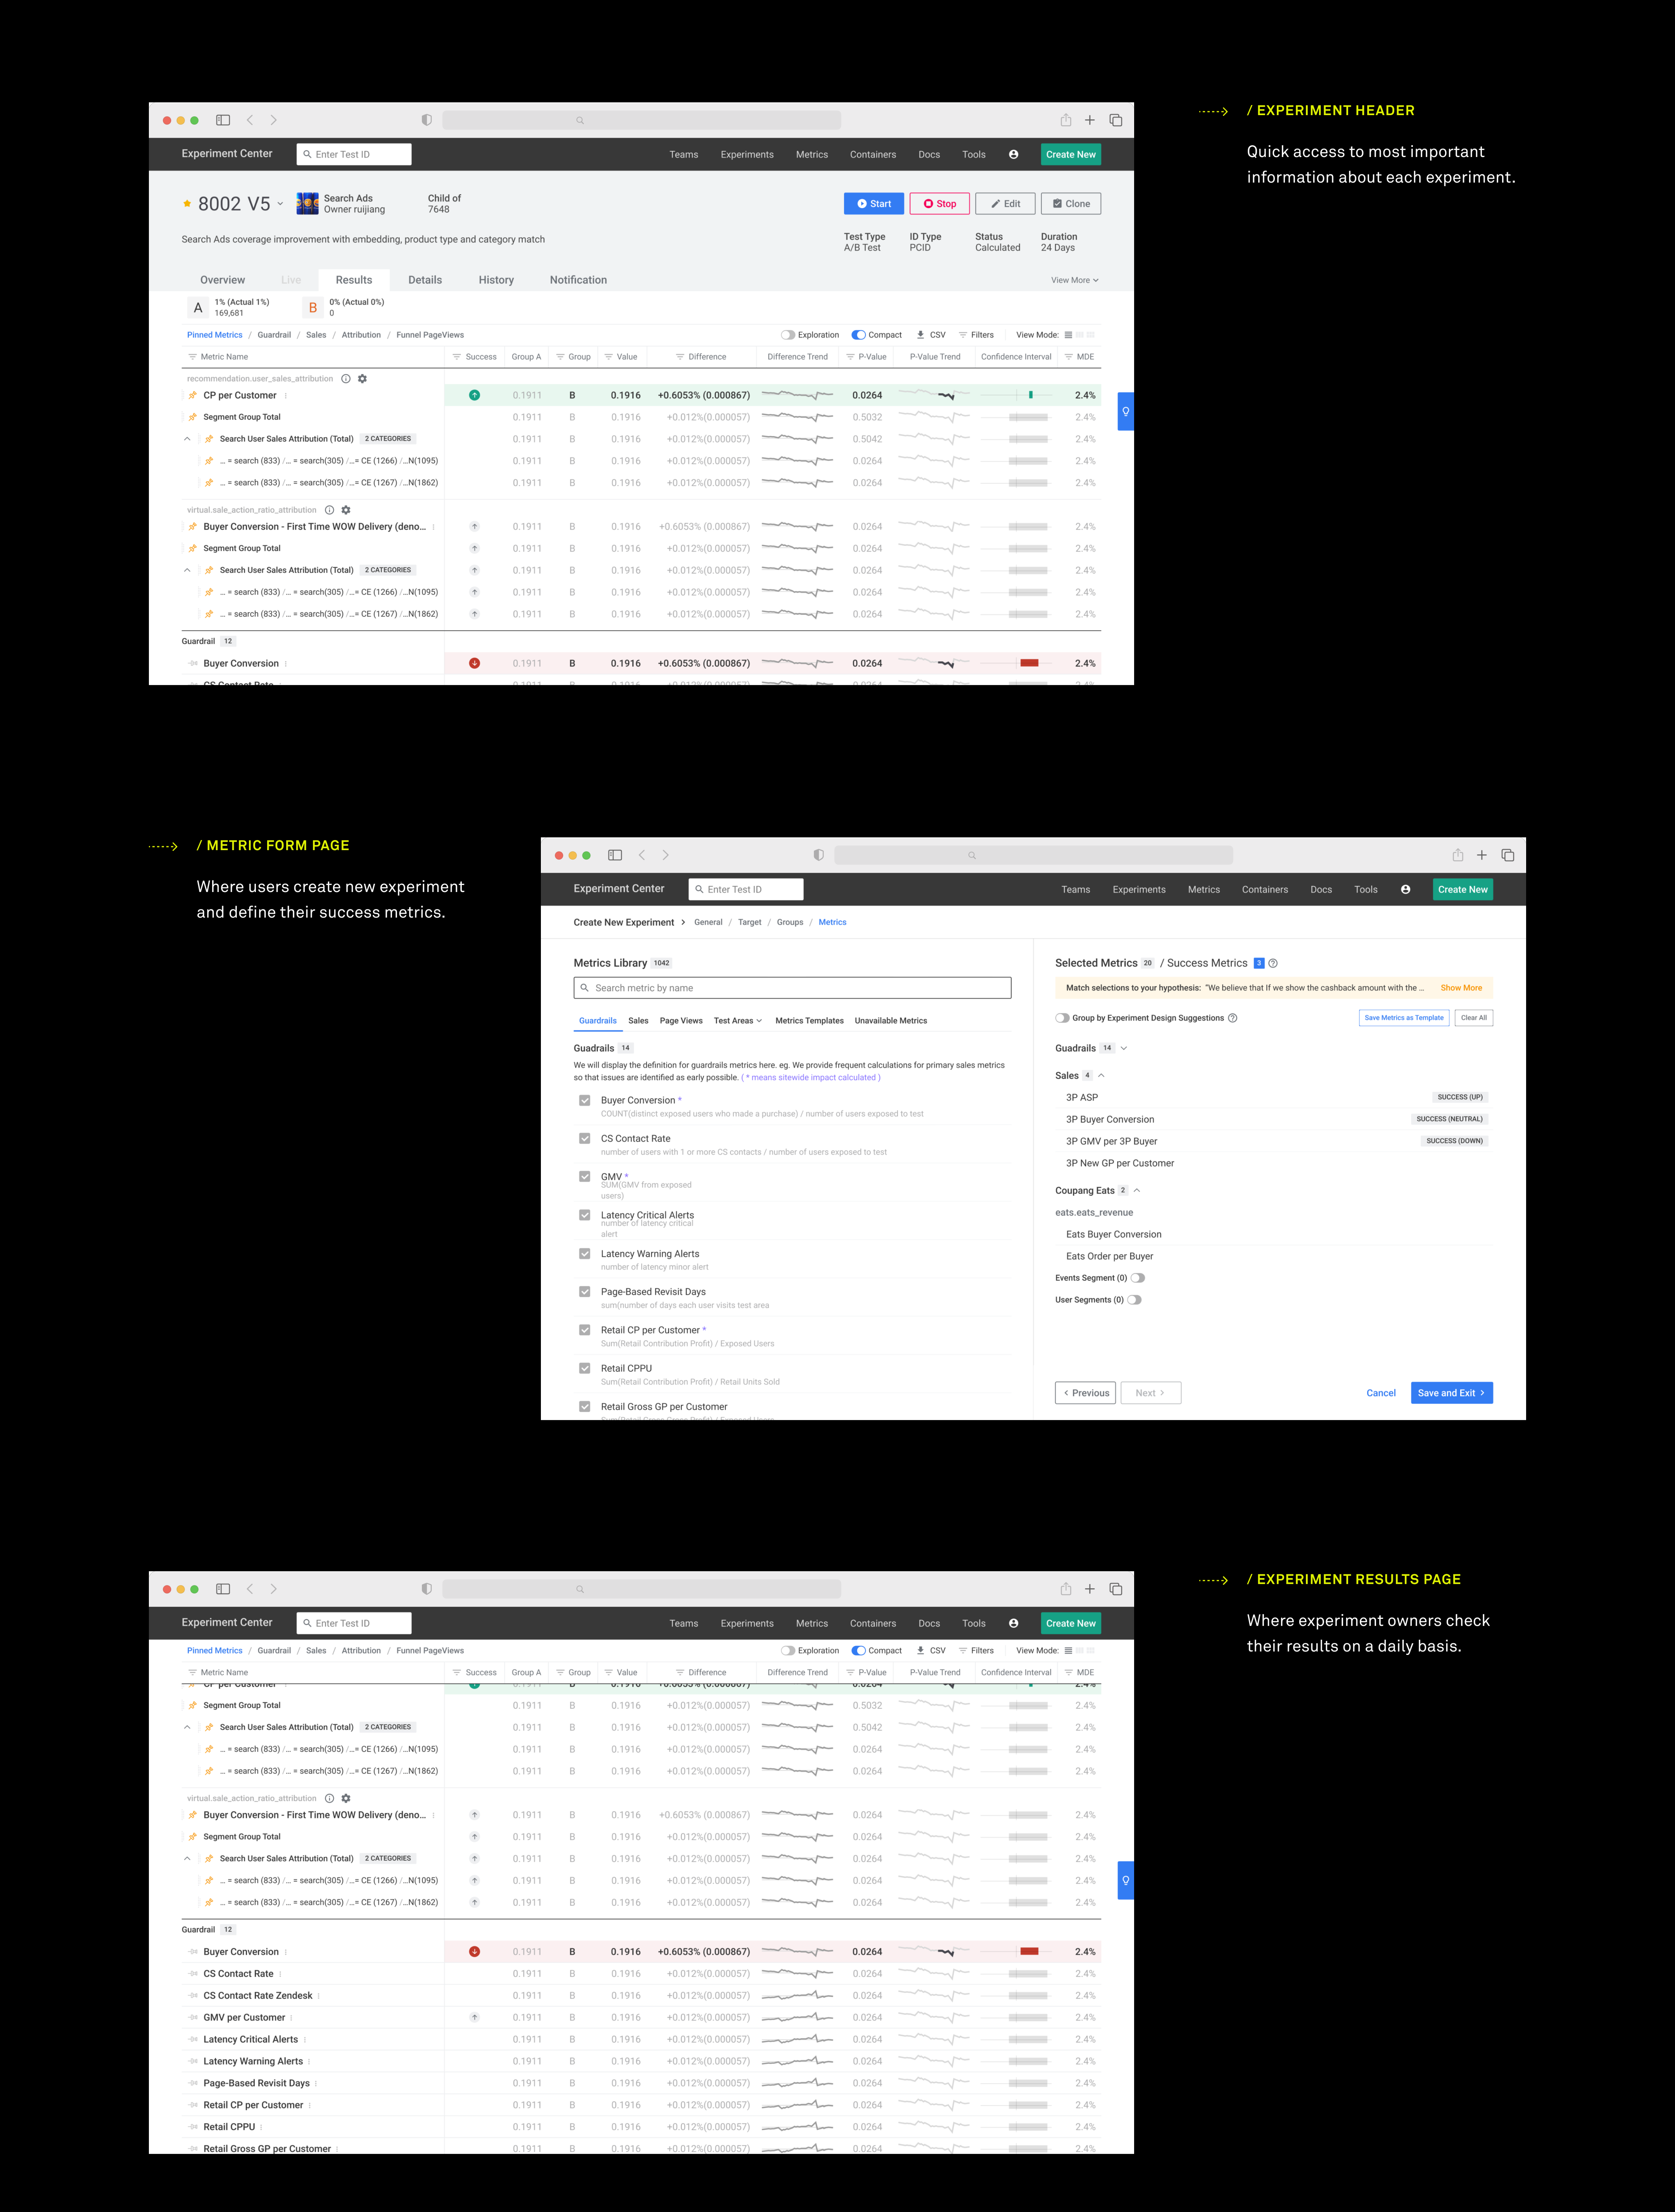 / EXPERIMENT HEADER
Quick access to most important
information about each experiment.
Experiment Center Enter Test ID Teams Experiments Metrics Containers Docs Tools Create New
8002 V5 Search Ads Owner ruijiang Child of 7648 Start Stop Edit Clone
Search Ads coverage improvement with embedding, product type and category match
Test Type A/B Test ID Type PCID Status Calculated Duration 24 Days
Overview Live Results Details History Notification View More
A 1% (Actual 1%) 169,681 B 0% (Actual 0%) 0
Pinned Metrics / Guardrail / Sales / Attribution / Funnel PageViews Exploration Compact CSV Filters View Mode:
Metric Name Success Group A Group Value Difference Difference Trend P-Value P-Value Trend Confidence Interval MDE
recommendation.user_sales_attribution
CP per Customer 0.1911 B 0.1916 +0.6053% (0.000867) 0.0264 2.4%
Segment Group Total 0.1911 B 0.1916 +0.012%(0.000057) 0.5032 2.4%
Search User Sales Attribution (Total) 2 CATEGORIES 0.1911 B 0.1916 +0.012%(0.000057) 0.5042 2.4%
... = search (833) /... = search(305) /...= CE (1266) /...N(1095) 0.1911 B 0.1916 +0.012%(0.000057) 0.0264 2.4%
... = search (833) /... = search(305) /...= CE (1267) /...N(1862) 0.1911 B 0.1916 +0.012%(0.000057) 0.0264 2.4%
virtual.sale_action_ratio_attribution
Buyer Conversion - First Time WOW Delivery (deno... 0.1911 B 0.1916 +0.6053% (0.000867) 0.0264 2.4%
Segment Group Total 0.1911 B 0.1916 +0.012%(0.000057) 0.0264 2.4%
Search User Sales Attribution (Total) 2 CATEGORIES 0.1911 B 0.1916 +0.012%(0.000057) 0.0264 2.4%
... = search (833) /... = search(305) /...= CE (1266) /...N(1095) 0.1911 B 0.1916 +0.012%(0.000057) 0.0264 2.4%
... = search (833) /... = search(305) /...= CE (1267) /...N(1862) 0.1911 B 0.1916 +0.012%(0.000057) 0.0264 2.4%
Guardrail 12
Buyer Conversion 0.1911 B 0.1916 +0.6053% (0.000867) 0.0264 2.4%
CS Contact Rate 0.1911 B 0.1916 +0.012%(0.000057) 0.0264 2.4%
/ METRIC FORM PAGE
Where users create new experiment
and define their success metrics.
Experiment Center Enter Test ID Teams Experiments Metrics Containers Docs Tools Create New
Create New Experiment > General / Target / Groups / Metrics
Metrics Library 1042
Search metric by name
Guardrails Sales Page Views Test Areas Metrics Templates Unavailable Metrics
Guadrails 14
We will display the definition for guardrails metrics here. eg. We provide frequent calculations for primary sales metrics
so that issues are identified as early possible. ( * means sitewide impact calculated )
Buyer Conversion *
COUNT(distinct exposed users who made a purchase) / number of users exposed to test
CS Contact Rate
number of users with 1 or more CS contacts / number of users exposed to test
GMV *
SUM(GMV from exposed
users)
Latency Critical Alerts
number of latency critical
alert
Latency Warning Alerts
number of latency minor alert
Page-Based Revisit Days
sum(number of days each user visits test area
Retail CP per Customer *
Sum(Retail Contribution Profit) / Exposed Users
Retail CPPU
Sum(Retail Contribution Profit) / Retail Units Sold
Retail Gross GP per Customer
Sum(Retail Gross Gross Profit) / Exposed Users
Selected Metrics 20 / Success Metrics 3
Match selections to your hypothesis: "We believe that If we show the cashback amount with the ... Show More
Group by Experiment Design Suggestions Save Metrics as Template Clear All
Guadrails 14
Sales 4
3P ASP SUCCESS (UP)
3P Buyer Conversion SUCCESS (NEUTRAL)
3P GMV per 3P Buyer SUCCESS (DOWN)
3P New GP per Customer
Coupang Eats 2
eats.eats_revenue
Eats Buyer Conversion
Eats Order per Buyer
Events Segment (0)
User Segments (0)
< Previous Next > Cancel Save and Exit >
/ EXPERIMENT RESULTS PAGE
Where experiment owners check
their results on a daily basis.
Experiment Center Enter Test ID Teams Experiments Metrics Containers Docs Tools Create New
Pinned Metrics / Guardrail / Sales / Attribution / Funnel PageViews Exploration Compact CSV Filters View Mode:
Metric Name Success Group A Group Value Difference Difference Trend P-Value P-Value Trend Confidence Interval MDE
CP per Customer 0.1911 B 0.1916 +0.6053% (0.000867) 0.0264 2.4%
Segment Group Total 0.1911 B 0.1916 +0.012%(0.000057) 0.5032 2.4%
Search User Sales Attribution (Total) 2 CATEGORIES 0.1911 B 0.1916 +0.012%(0.000057) 0.5042 2.4%
... = search (833) /... = search(305) /...= CE (1266) /...N(1095) 0.1911 B 0.1916 +0.012%(0.000057) 0.0264 2.4%
... = search (833) /... = search(305) /...= CE (1267) /...N(1862) 0.1911 B 0.1916 +0.012%(0.000057) 0.0264 2.4%
virtual.sale_action_ratio_attribution
Buyer Conversion - First Time WOW Delivery (deno... 0.1911 B 0.1916 +0.6053% (0.000867) 0.0264 2.4%
Segment Group Total 0.1911 B 0.1916 +0.012%(0.000057) 0.0264 2.4%
Search User Sales Attribution (Total) 2 CATEGORIES 0.1911 B 0.1916 +0.012%(0.000057) 0.0264 2.4%
... = search (833) /... = search(305) /...= CE (1266) /...N(1095) 0.1911 B 0.1916 +0.012%(0.000057) 0.0264 2.4%
... = search (833) /... = search(305) /...= CE (1267) /...N(1862) 0.1911 B 0.1916 +0.012%(0.000057) 0.0264 2.4%
Guardrail 12
Buyer Conversion 0.1911 B 0.1916 +0.6053% (0.000867) 0.0264 2.4%
CS Contact Rate 0.1911 B 0.1916 +0.012%(0.000057) 0.0264 2.4%
CS Contact Rate Zendesk 0.1911 B 0.1916 +0.012%(0.000057) 0.0264 2.4%
GMV per Customer 0.1911 B 0.1916 +0.012%(0.000057) 0.0264 2.4%
Latency Critical Alerts 0.1911 B 0.1916 +0.012%(0.000057) 0.0264 2.4%
Latency Warning Alerts 0.1911 B 0.1916 +0.012%(0.000057) 0.0264 2.4%
Page-Based Revisit Days 0.1911 B 0.1916 +0.012%(0.000057) 0.0264 2.4%
Retail CP per Customer 0.1911 B 0.1916 +0.012%(0.000057) 0.0264 2.4%
Retail CPPU 0.1911 B 0.1916 +0.012%(0.000057) 0.0264 2.4%
Retail Gross GP per Customer 0.1911 B 0.1916 +0.012%(0.000057) 0.0264 2.4%